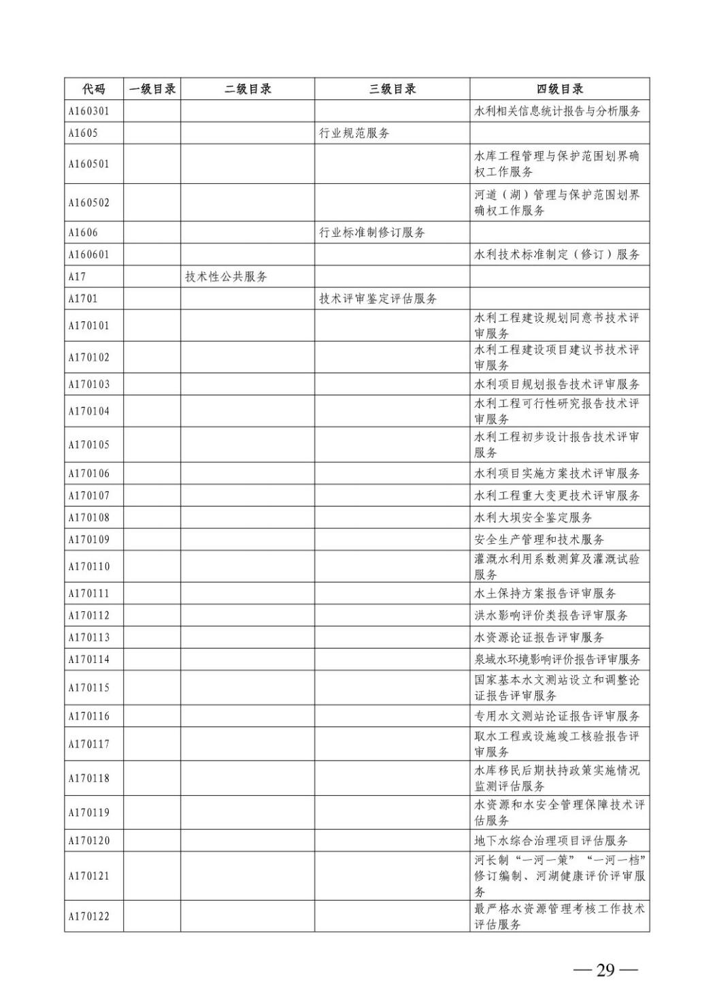 代码 一级目录 二级目录 三级目录 四级目录
A160301 水利相关信息统计报告与分析服务
A1605 行业规范服务
A160501 水库工程管理与保护范围划界确
权工作服务
A160502 河道（湖）管理与保护范围划界
确权工作服务
A1606 行业标准制修订服务
A160601 水利技术标准制定（修订）服务
A17 技术性公共服务
A1701 技术评审鉴定评估服务
A170101 水利工程建设规划同意书技术评
审服务
A170102 水利工程建设项目建议书技术评
审服务
A170103 水利项目规划报告技术评审服务
A170104 水利工程可行性研究报告技术评
审服务
A170105 水利工程初步设计报告技术评审
服务
A170106 水利项目实施方案技术评审服务
A170107 水利工程重大变更技术评审服务
A170108 水利大坝安全鉴定服务
A170109 安全生产管理和技术服务
A170110 灌溉水利用系数测算及灌溉试验
服务
A170111 水土保持方案报告评审服务
A170112 洪水影响评价类报告评审服务
A170113 水资源论证报告评审服务
A170114 泉域水环境影响评价报告评审服务
A170115 国家基本水文测站设立和调整论
证报告评审服务
A170116 专用水文测站论证报告评审服务
A170117 取水工程或设施竣工核验报告评
审服务
A170118 水库移民后期扶持政策实施情况
监测评估服务
A170119 水资源和水安全管理保障技术评
估服务
A170120 地下水综合治理项目评估服务
A170121 河长制“一河一策”“一河一档”
修订编制、河湖健康评价评审服
务
A170122 最严格水资源管理考核工作技术
评估服务
— 29 —